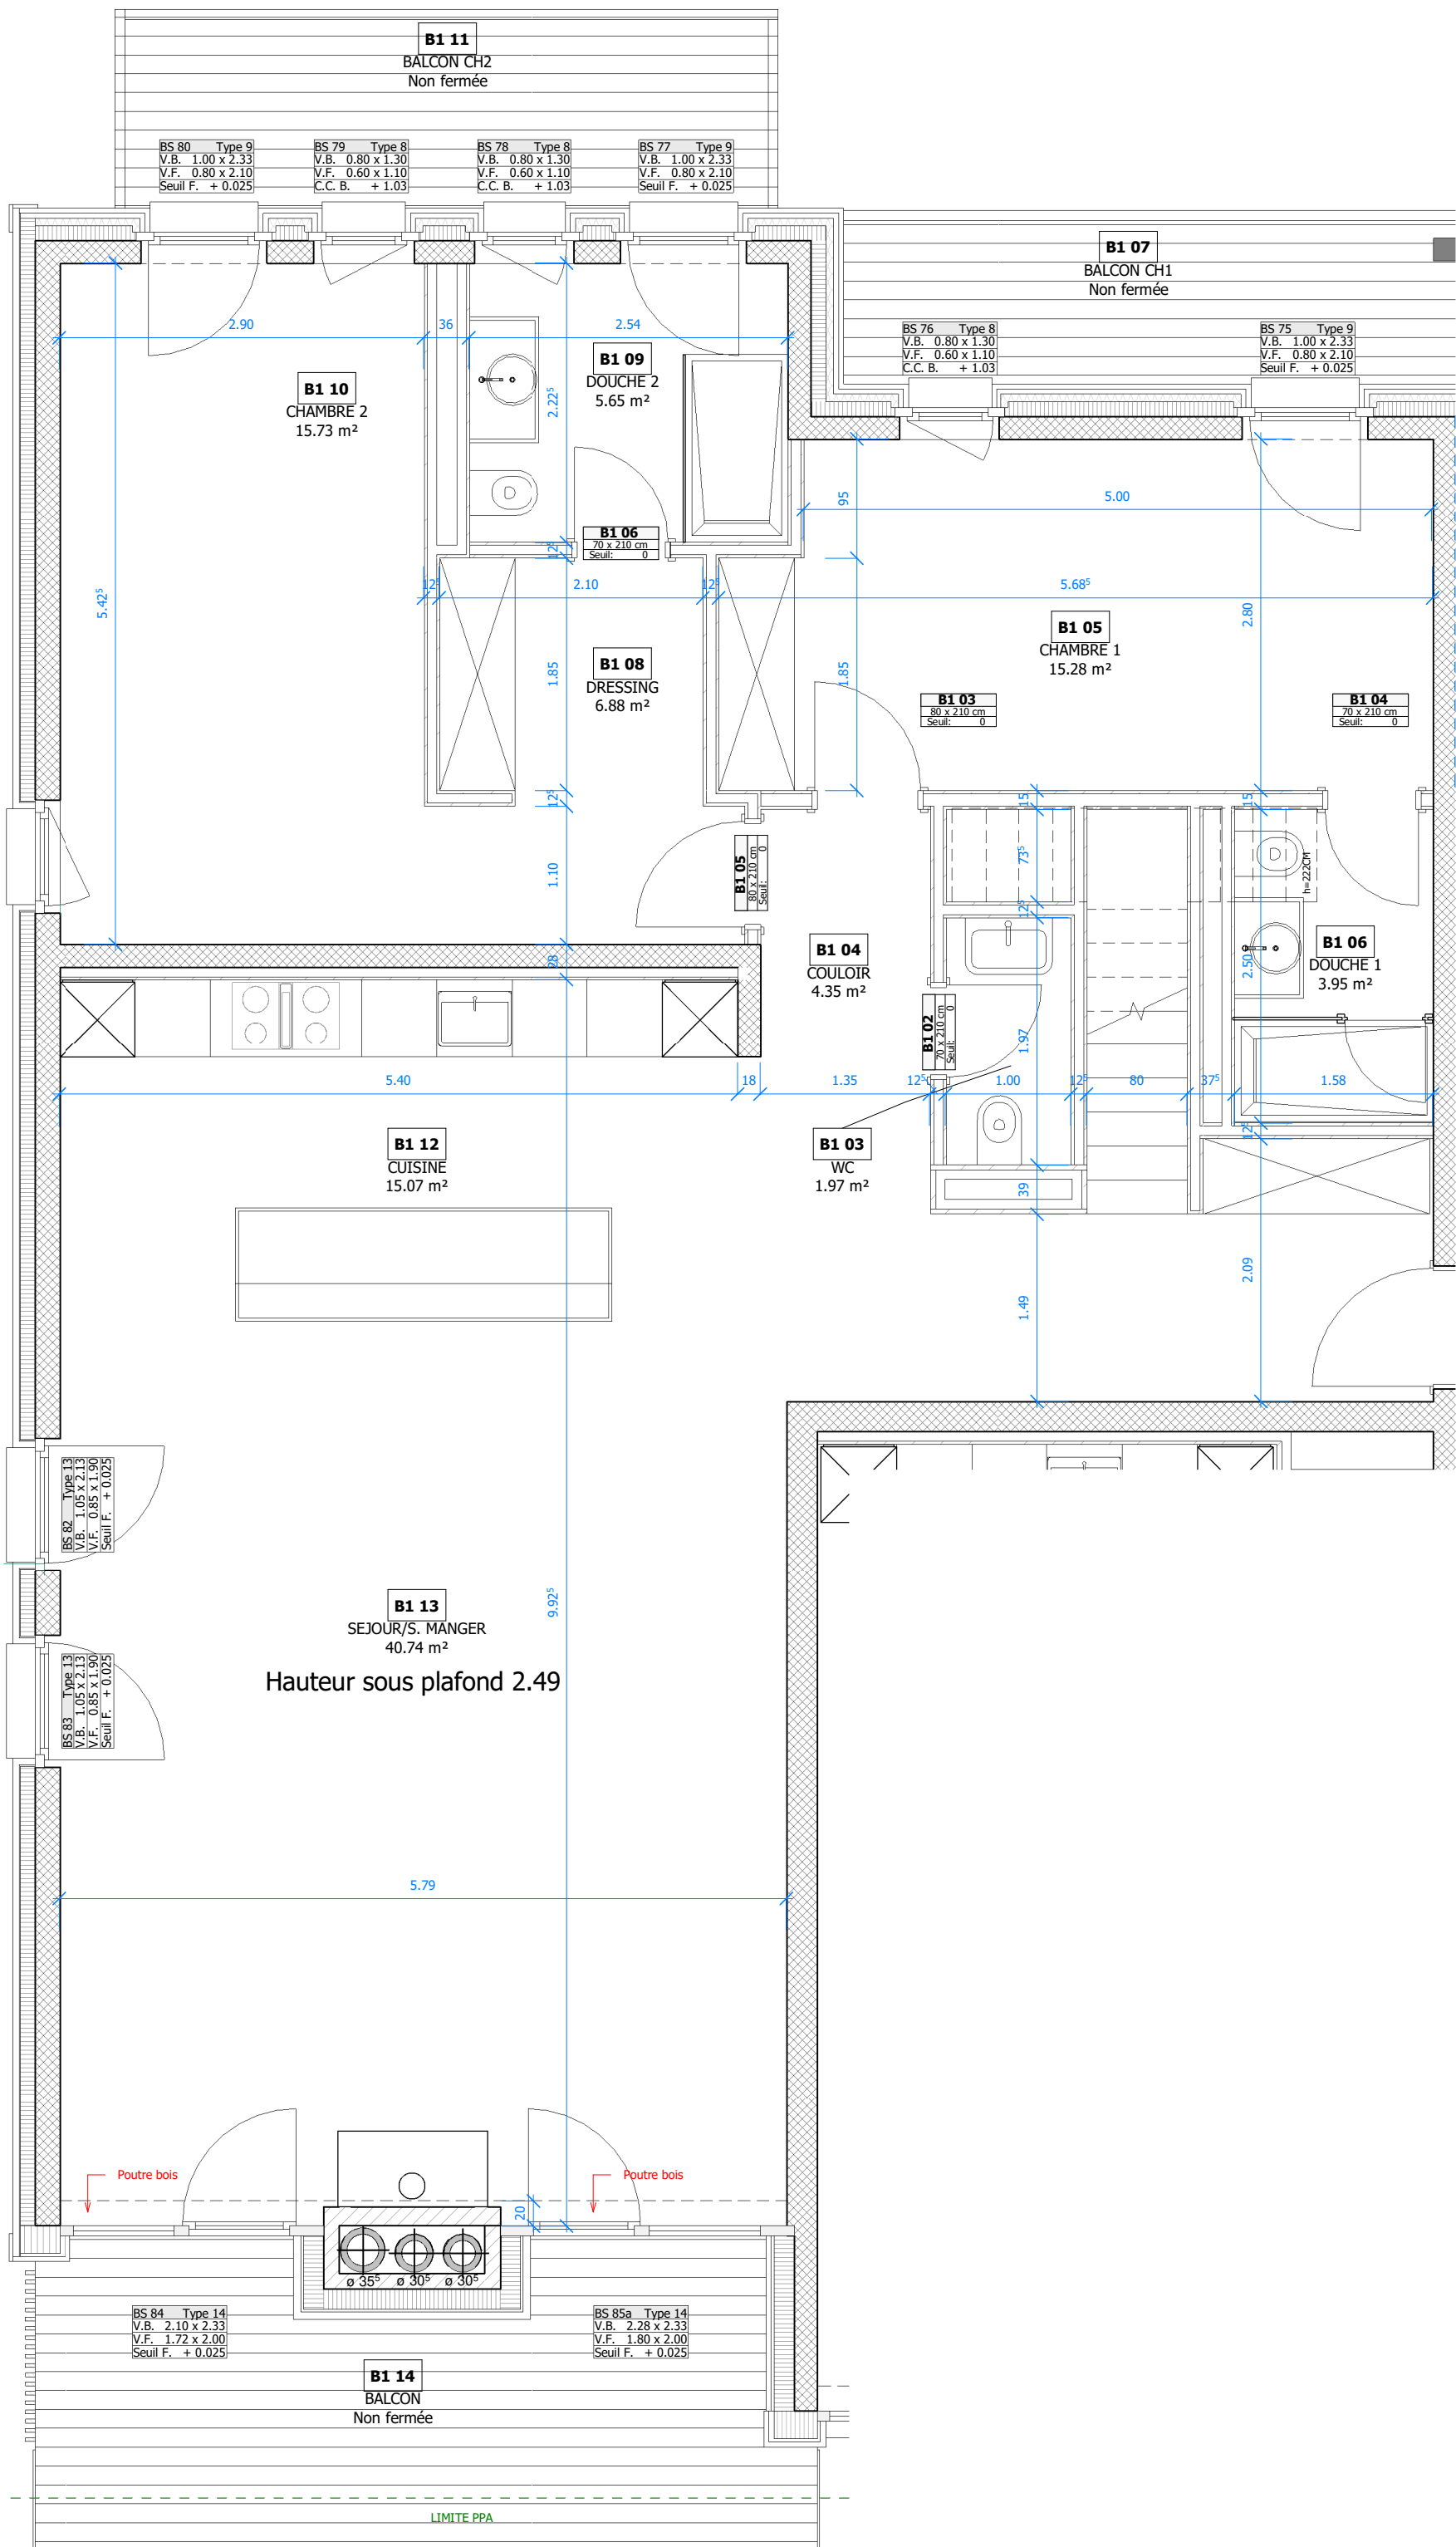 B1 11
BALCON CH2
Non fermée
BS 80 Type 9
V.B. 1.00 x 2.33
V.F. 0.80 x 2.10
Seuil F. + 0.025
BS 79 Type 8
V.B. 0.80 x 1.30
V.F. 0.60 x 1.10
C.C. B. + 1.03
BS 78 Type 8
V.B. 0.80 x 1.30
V.F. 0.60 x 1.10
C.C. B. + 1.03
BS 77 Type 9
V.B. 1.00 x 2.33
V.F. 0.80 x 2.10
Seuil F. + 0.025
B1 07
BALCON CH1
Non fermée
BS 76 Type 8
V.B. 0.80 x 1.30
V.F. 0.60 x 1.10
C.C. B. + 1.03
BS 75 Type 9
V.B. 1.00 x 2.33
V.F. 0.80 x 2.10
Seuil F. + 0.025
2.90
36
2.54
B1 10
CHAMBRE 2
15.73 m²
B1 09
DOUCHE 2
5.65 m²
2.22⁵
95
5.00
B1 06
70 x 210 cm
Seuil: 0
12⁵
12⁵
2.10
12⁵
5.68⁵
5.42⁵
2.80
B1 05
CHAMBRE 1
15.28 m²
B1 08
DRESSING
6.88 m²
1.85
1.85
B1 03
80 x 210 cm
Seuil: 0
B1 04
70 x 210 cm
Seuil: 0
12⁵
15
15
B1 05
80 x 210 cm
Seuil: 0
1.10
73⁵
h=222CM
12⁵
28
B1 04
COULOIR
4.35 m²
2.50
B1 06
DOUCHE 1
3.95 m²
B1 02
70 x 210 cm
Seuil: 0
1.97
5.40
18
1.35
12⁵
1.00
12⁵
80
37⁵
1.58
B1 12
CUISINE
15.07 m²
B1 03
WC
1.97 m²
12⁵
39
1.49
2.09
BS 82 Type 13
V.B. 1.05 x 2.13
V.F. 0.85 x 1.90
Seuil F. + 0.025
9.92⁵
B1 13
SEJOUR/S. MANGER
40.74 m²
Hauteur sous plafond 2.49
BS 83 Type 13
V.B. 1.05 x 2.13
V.F. 0.85 x 1.90
Seuil F. + 0.025
5.79
Poutre bois
Poutre bois
20
ø 35⁵
ø 30⁵
ø 30⁵
BS 84 Type 14
V.B. 2.10 x 2.33
V.F. 1.72 x 2.00
Seuil F. + 0.025
BS 85a Type 14
V.B. 2.28 x 2.33
V.F. 1.80 x 2.00
Seuil F. + 0.025
B1 14
BALCON
Non fermée
LIMITE PPA